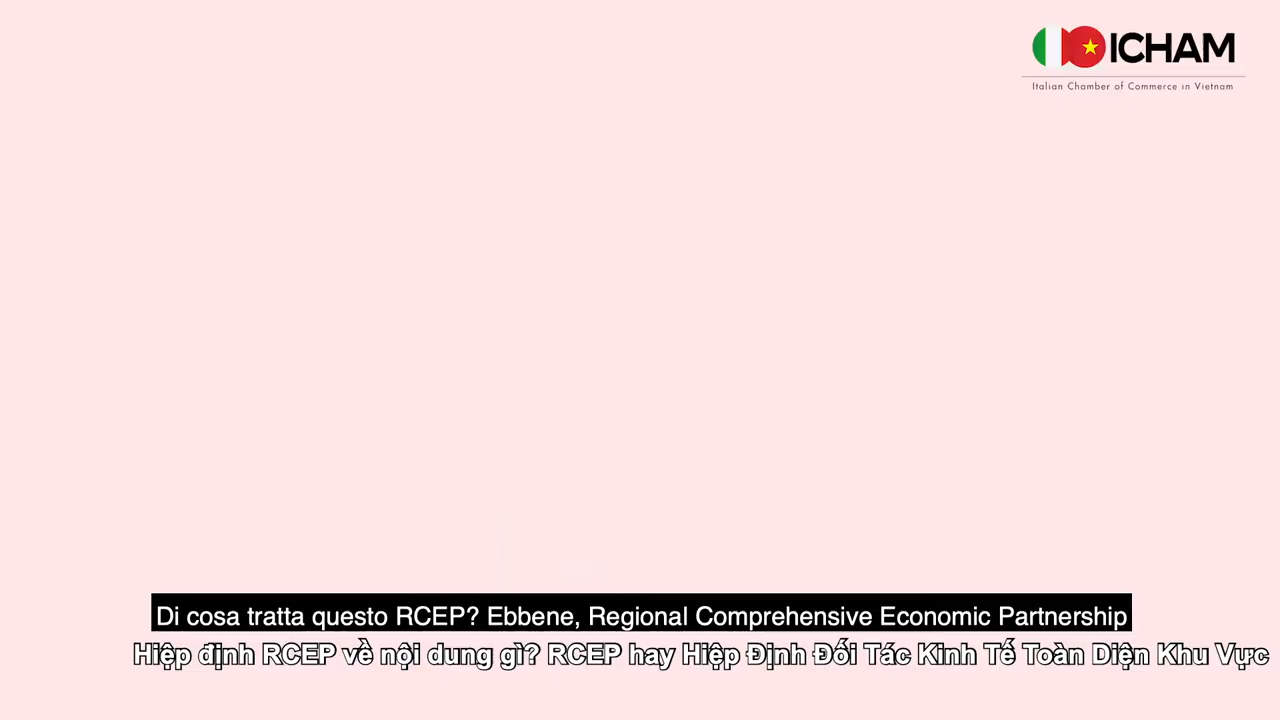 ICHAM
Italian Chamber of Commerce in Vietnam
Di cosa tratta questo RCEP? Ebbene, Regional Comprehensive Economic Partnership
Hiệp định RCEP về nội dung gì? RCEP hay Hiệp Định Đối Tác Kinh Tế Toàn Diện Khu Vực